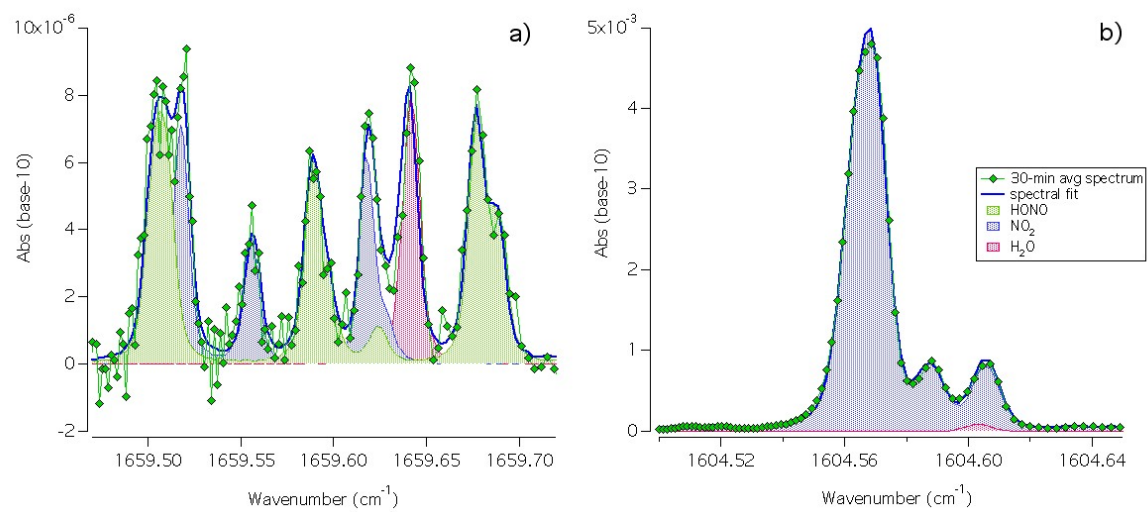 10x10⁻⁶
8
6
4
2
0
-2
Abs (base-10)
1659.50
1659.55
1659.60
1659.65
1659.70
Wavenumber (cm⁻¹)
a)
5x10⁻³
4
3
2
1
0
Abs (base-10)
1604.52
1604.56
1604.60
1604.64
Wavenumber (cm⁻¹)
b)
30-min avg spectrum
spectral fit
HONO
NO₂
H₂O